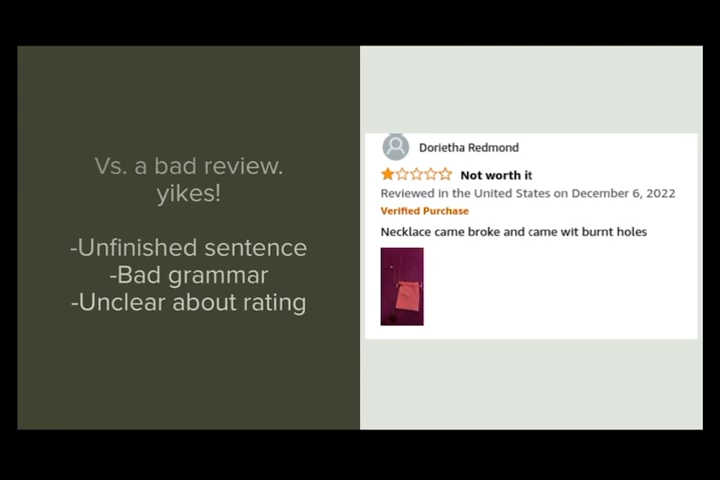 Vs. a bad review.
yikes!
-Unfinished sentence
-Bad grammar
-Unclear about rating
Dorietha Redmond
Not worth it
Reviewed in the United States on December 6, 2022
Verified Purchase
Necklace came broke and came wit burnt holes